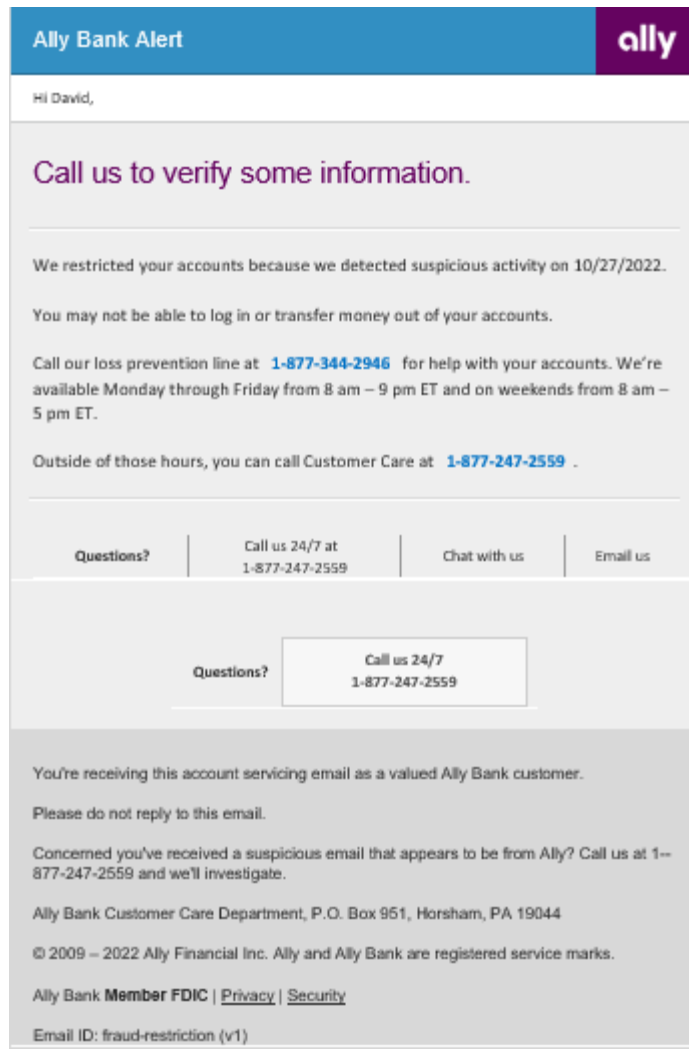 Ally Bank Alert
ally
Hi David,
Call us to verify some information.
We restricted your accounts because we detected suspicious activity on 10/27/2022.
You may not be able to log in or transfer money out of your accounts.
Call our loss prevention line at 1-877-344-2946 for help with your accounts. We're
available Monday through Friday from 8 am – 9 pm ET and on weekends from 8 am –
5 pm ET.
Outside of those hours, you can call Customer Care at 1-877-247-2559 .
Questions?
Call us 24/7 at
1-877-247-2559
Chat with us
Email us
Questions?
Call us 24/7
1-877-247-2559
You're receiving this account servicing email as a valued Ally Bank customer.
Please do not reply to this email.
Concerned you've received a suspicious email that appears to be from Ally? Call us at 1--
877-247-2559 and we'll investigate.
Ally Bank Customer Care Department, P.O. Box 951, Horsham, PA 19044
© 2009 – 2022 Ally Financial Inc. Ally and Ally Bank are registered service marks.
Ally Bank Member FDIC | Privacy | Security
Email ID: fraud-restriction (v1)